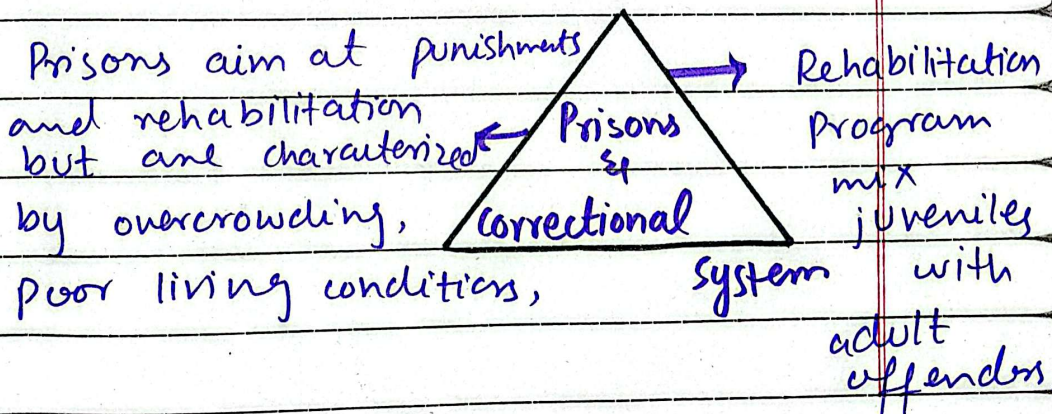 Prisons aim at punishments
and rehabilitation
but are characterized
by overcrowding,
poor living conditions,
Prisons
&
correctional
system
Rehabilitation
program
mix
juveniles
with
adult
offenders